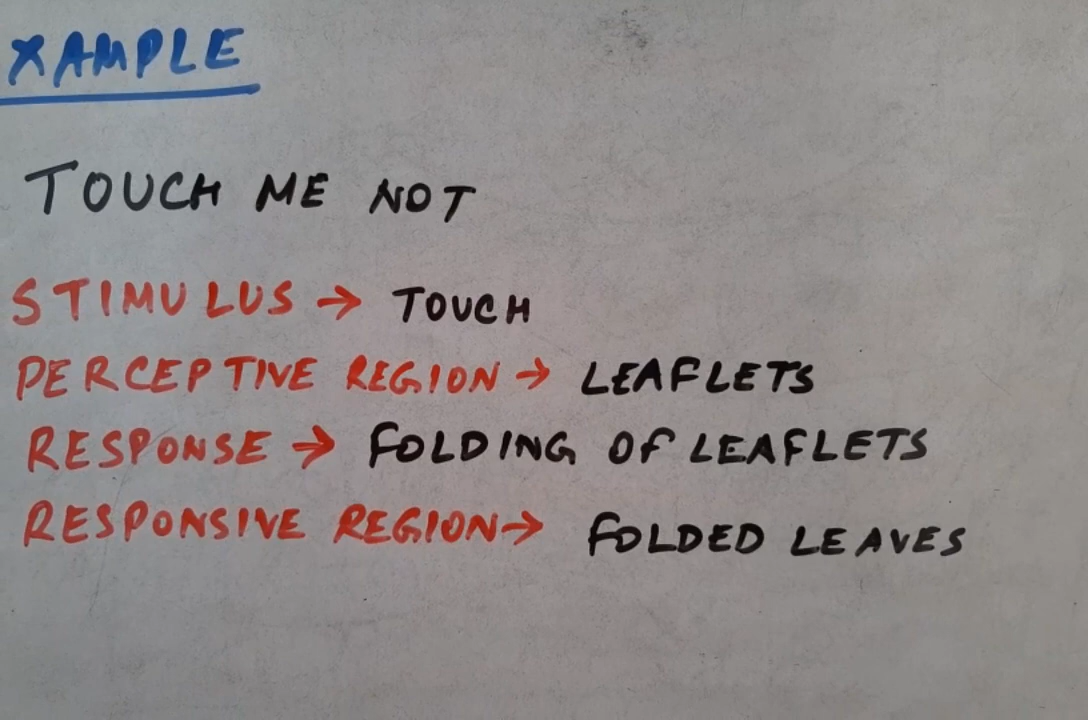 XAMPLE
TOUCH ME NOT
STIMULUS → TOUCH
PERCEPTIVE REGION → LEAFLETS
RESPONSE → FOLDING OF LEAFLETS
RESPONSIVE REGION → FOLDED LEAVES